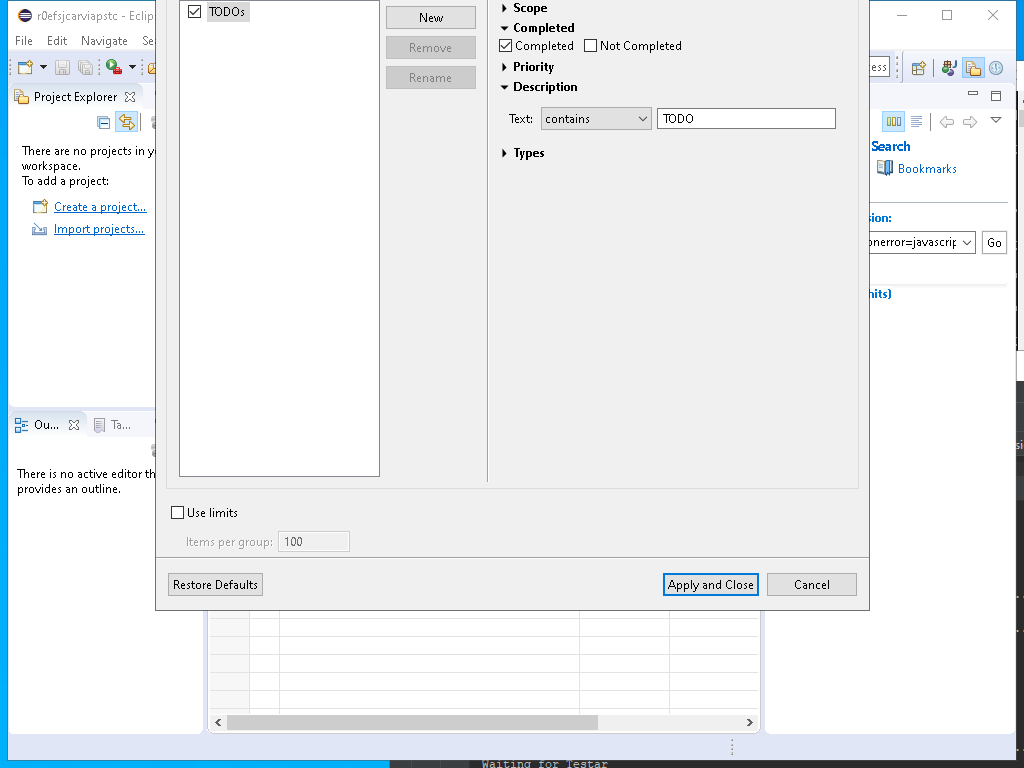 r0efsjcarviapstc - Eclip
File Edit Navigate Se
Project Explorer
There are no projects in y
workspace.
To add a project:
Create a project...
Import projects...
Ou... Ta...
There is no active editor th
provides an outline.
TODOs
New
Remove
Rename
Scope
Completed
Completed Not Completed
Priority
Description
Text: contains TODO
Types
Use limits
Items per group: 100
Restore Defaults
Apply and Close
Cancel
ess
Search
Bookmarks
sion:
onerror=javascrip Go
hits)
si
Waiting for Testar